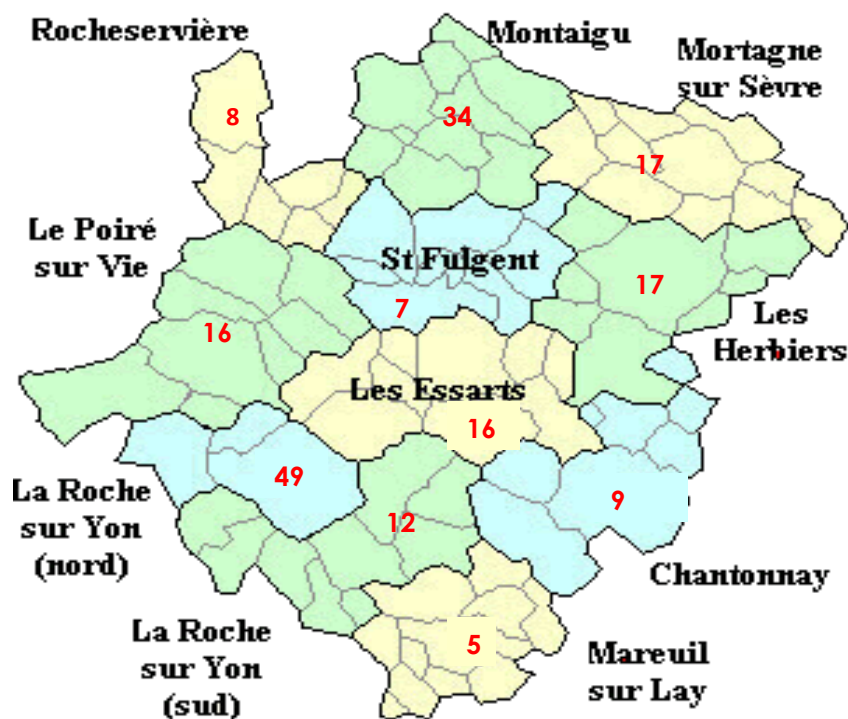 Rocheservière
Montaigu
Mortagne
sur Sèvre
8
34
17
Le Poiré
sur Vie
St Fulgent
17
7
16
Les
Herbiers
Les Essarts
16
49
9
La Roche
sur Yon
(nord)
12
Chantonnay
La Roche
sur Yon
(sud)
5
Mareuil
sur Lay